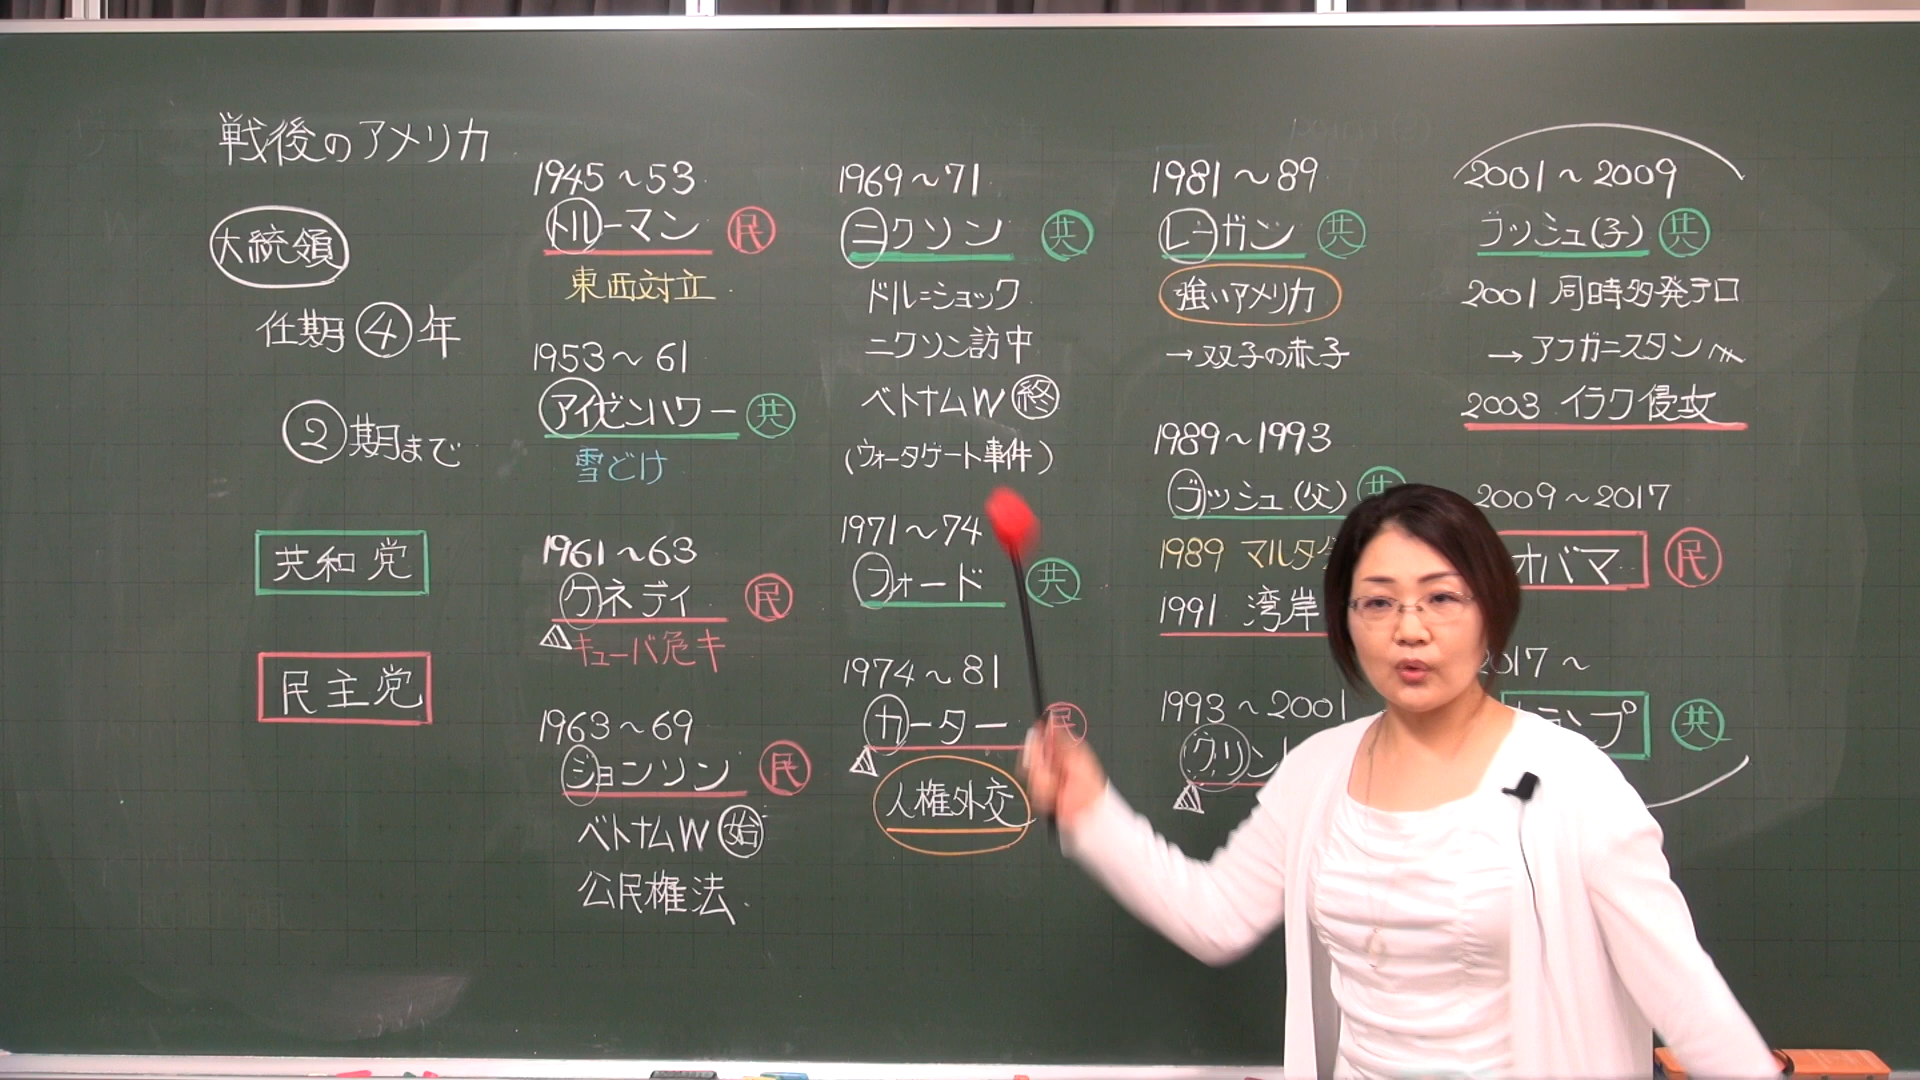 戦後のアメリカ
大統領
任期④年
②期まで
共和党
民主党
1945～53
トルーマン 民
東西対立
1953～61
アイゼンハワー 共
雪どけ
1961～63
ケネディ 民
キューバ危キ
1963～69
ジョンソン 民
ベトナムW 始
公民権法
1969～71
ニクソン 共
ドル=ショック
ニクソン訪中
ベトナムW 終
(ウォータゲート事件)
1971～74
フォード 共
1974～81
カーター 民
人権外交
1981～89
レーガン 共
強いアメリカ
→双子の赤子
1989～1993
ブッシュ(父) 共
1989 マルタ
1991 湾岸
1993～2001
クリン
2001～2009
ブッシュ(子) 共
2001 同時多発テロ
→アフガニスタン
2003 イラク侵攻
2009～2017
オバマ 民
2017～
ランプ 共